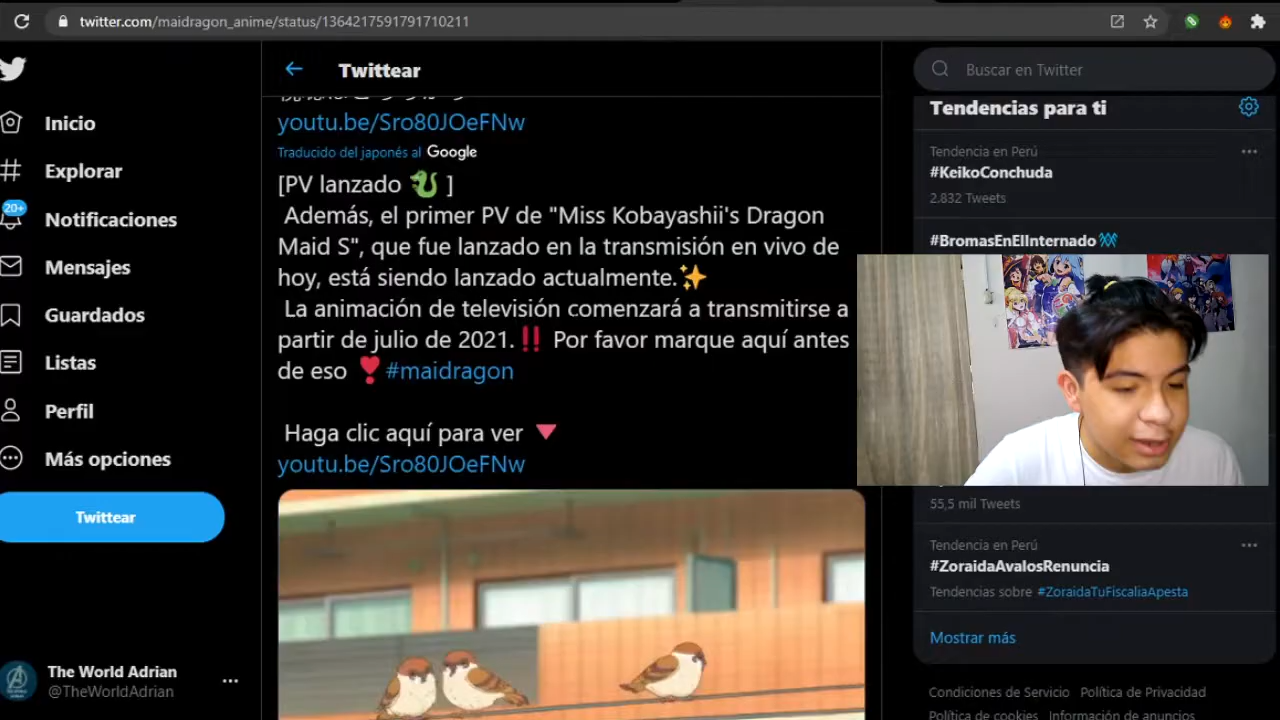 twitter.com/maidragon_anime/status/1364217591791710211
Inicio
Explorar
20+
Notificaciones
Mensajes
Guardados
Listas
Perfil
Más opciones
Twittear
The World Adrian
@TheWorldAdrian
Twittear
youtu.be/Sro80JOeFNw
Traducido del japonés al Google
[PV lanzado 🐉 ]
Además, el primer PV de "Miss Kobayashii's Dragon
Maid S", que fue lanzado en la transmisión en vivo de
hoy, está siendo lanzado actualmente.✨
La animación de televisión comenzará a transmitirse a
partir de julio de 2021.‼ Por favor marque aquí antes
de eso ❣ #maidragon
Haga clic aquí para ver 🔻
youtu.be/Sro80JOeFNw
Buscar en Twitter
Tendencias para ti
Tendencia en Perú
#KeikoConchuda
2.832 Tweets
#BromasEnElInternado
55,5 mil Tweets
Tendencia en Perú
#ZoraidaAvalosRenuncia
Tendencias sobre #ZoraidaTuFiscaliaApesta
Mostrar más
Condiciones de Servicio Política de Privacidad
Política de cookies Información de anuncios